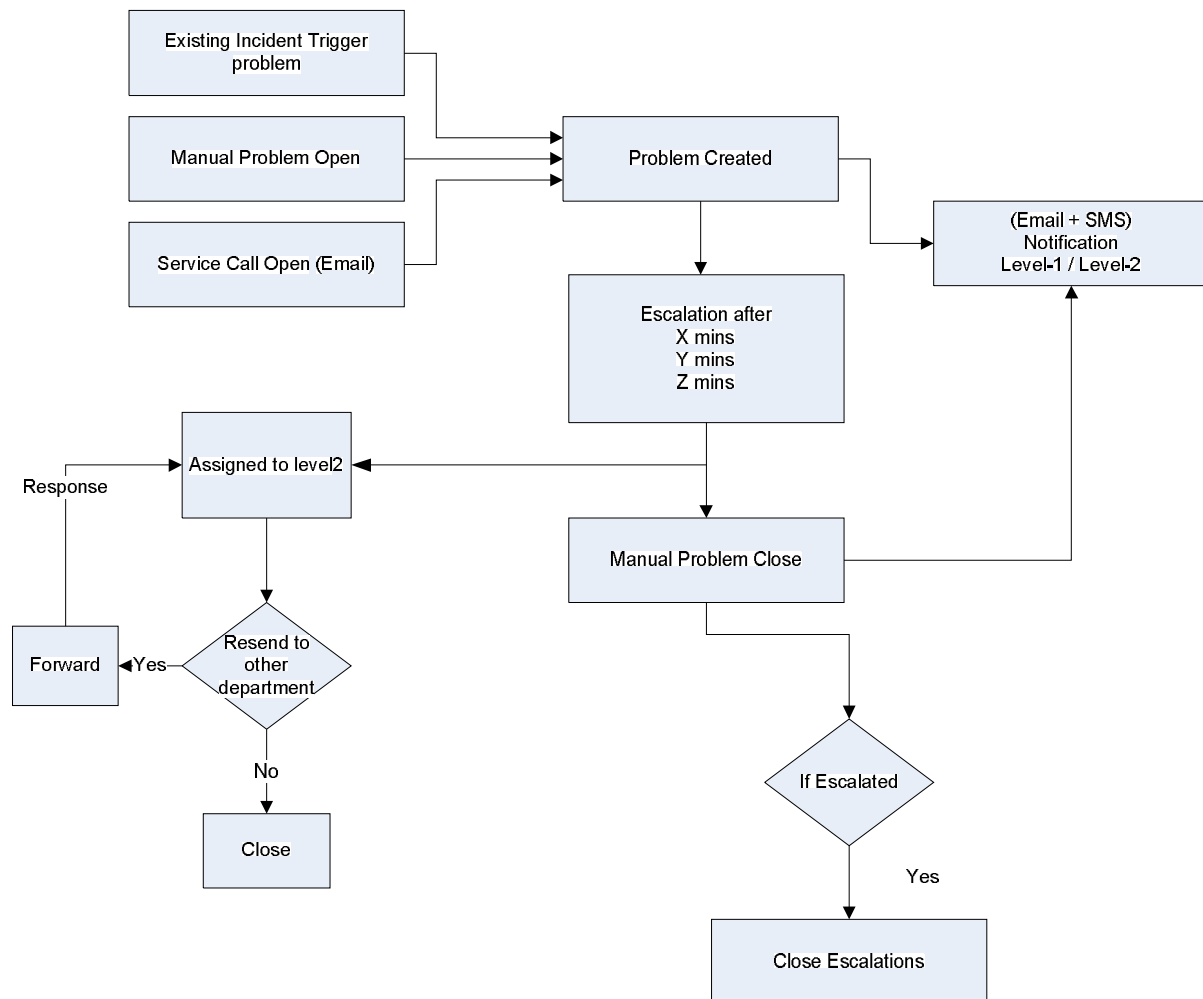 Existing Incident Trigger
problem
Manual Problem Open
Problem Created
(Email + SMS)
Notification
Level-1 / Level-2
Service Call Open (Email)
Escalation after
X mins
Y mins
Z mins
Assigned to level2
Response
Manual Problem Close
Resend to
other
department
Forward
Yes
No
If Escalated
Close
Yes
Close Escalations